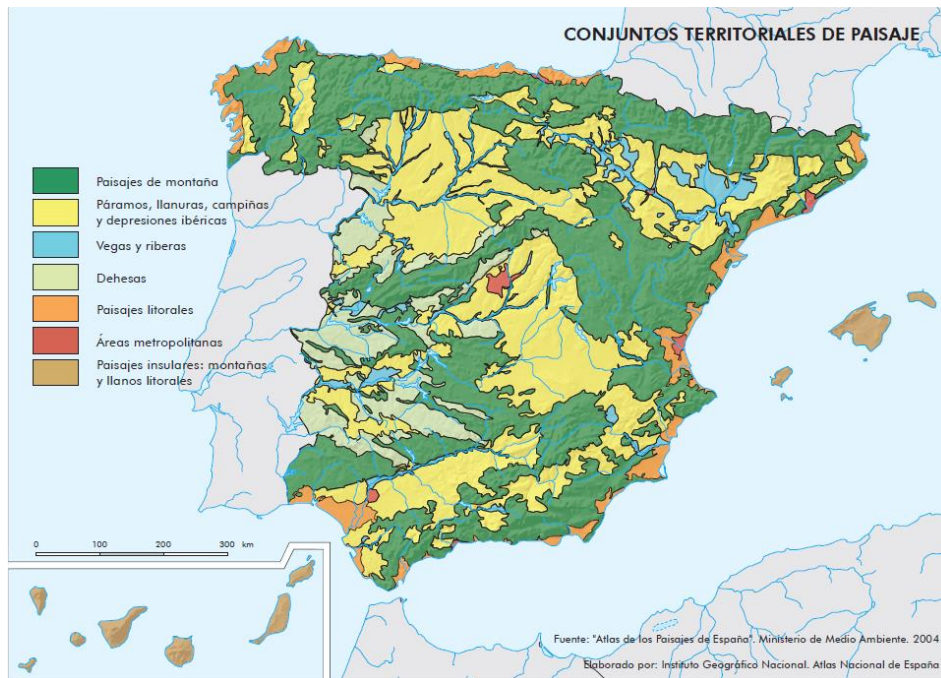 CONJUNTOS TERRITORIALES DE PAISAJE
Paisajes de montaña
Páramos, llanuras, campiñas
y depresiones ibéricas
Vegas y riberas
Dehesas
Paisajes litorales
Áreas metropolitanas
Paisajes insulares: montañas
y llanos litorales
0 100 200 300 km
Fuente: "Atlas de los Paisajes de España". Ministerio de Medio Ambiente. 2004
Elaborado por: Instituto Geográfico Nacional. Atlas Nacional de España